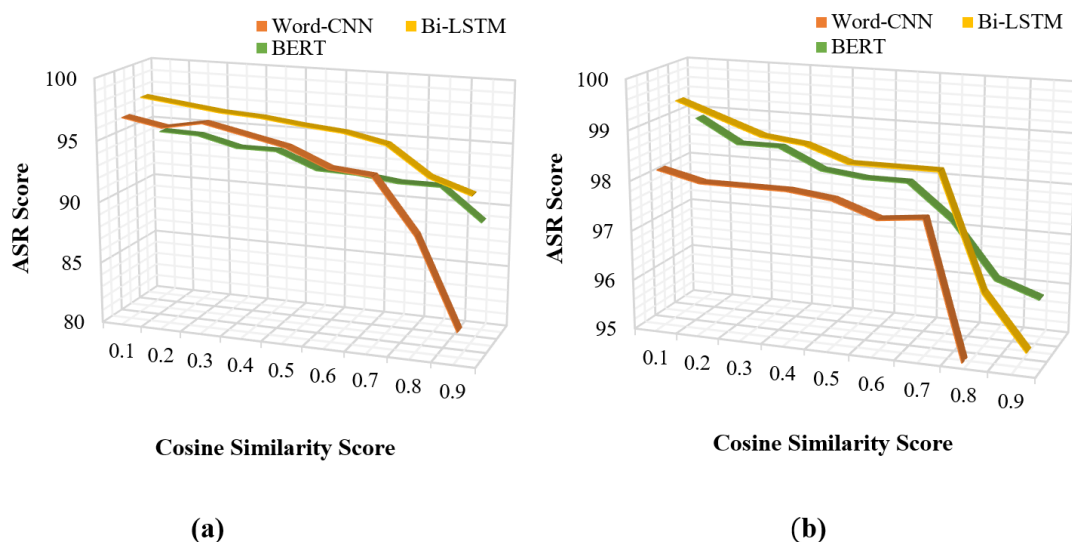 Word-CNN Bi-LSTM
BERT
100
95
90
85
80
ASR Score
0.1 0.2 0.3 0.4 0.5 0.6 0.7 0.8 0.9
Cosine Similarity Score
(a)
Word-CNN Bi-LSTM
BERT
100
99
98
97
96
95
ASR Score
0.1 0.2 0.3 0.4 0.5 0.6 0.7 0.8 0.9
Cosine Similarity Score
(b)